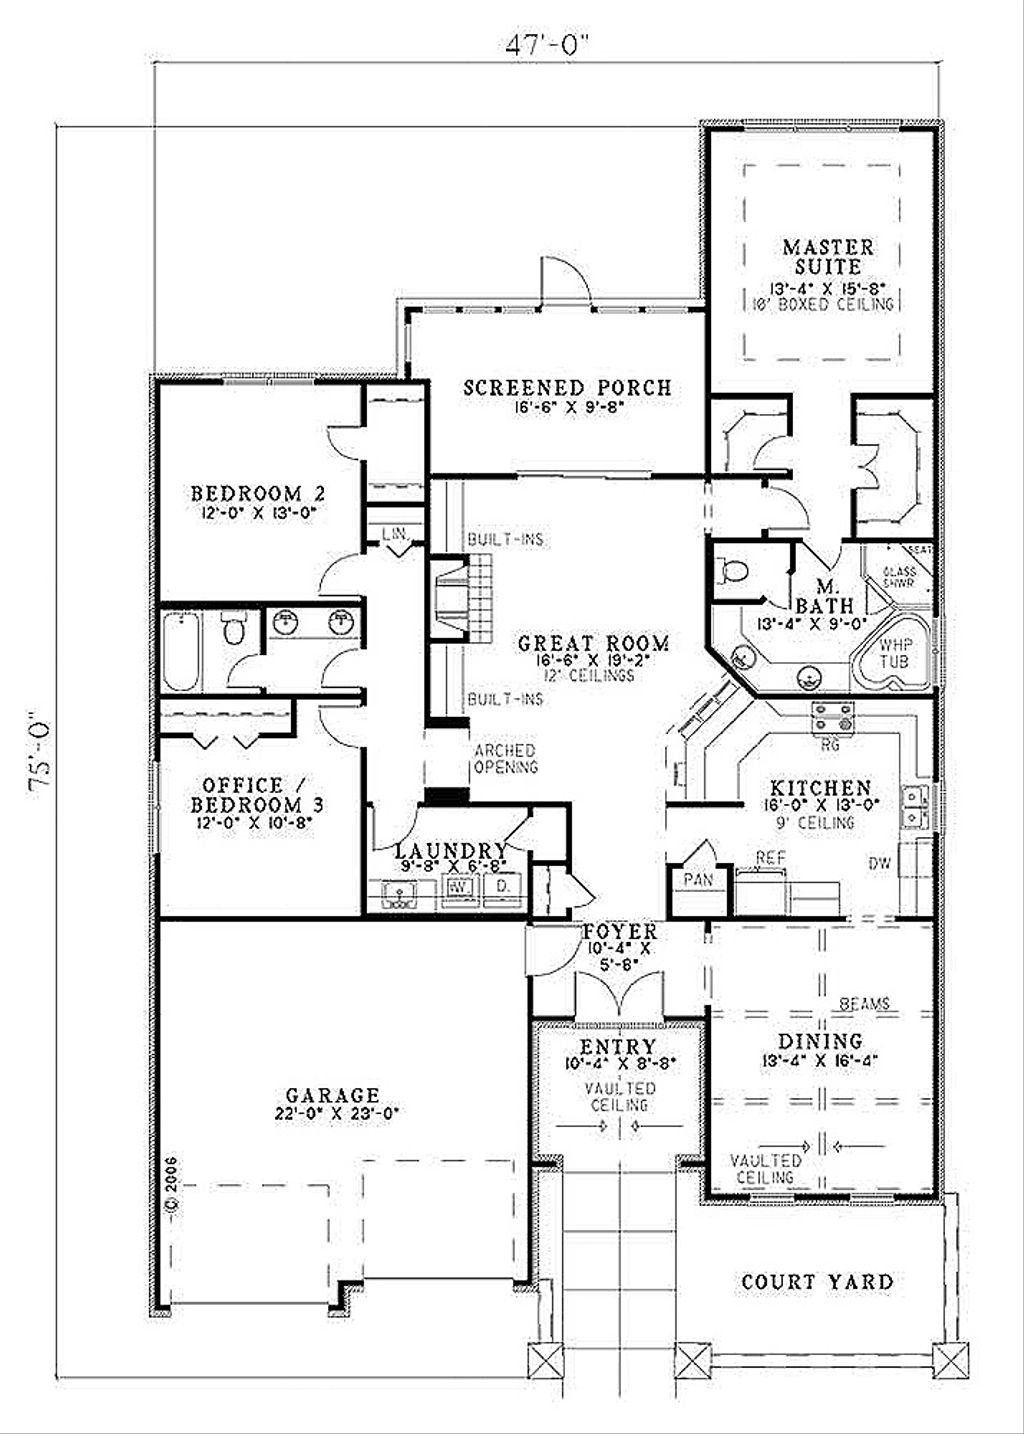 47'-0"
MASTER
SUITE
13'-4" X 15'-8"
10' BOXED CEILING
SCREENED PORCH
16'-6" X 9'-8"
BEDROOM 2
12'-0" X 13'-0"
LIN.
BUILT-INS
SEAT
GLASS
SHWR
M.
BATH
13'-4" X 9'-0"
WHP
TUB
GREAT ROOM
16'-6" X 19'-2"
12' CEILINGS
BUILT-INS
75'-0"
ARCHED
OPENING
RG
OFFICE /
BEDROOM 3
12'-0" X 10'-8"
KITCHEN
16'-0" X 13'-0"
9' CEILING
LAUNDRY
9'-8" X 6'-8"
W.
D.
PAN
REF
DW
FOYER
10'-4" X
5'-8"
BEAMS
ENTRY
10'-4" X 8'-8"
VAULTED
CEILING
DINING
13'-4" X 16'-4"
GARAGE
22'-0" X 23'-0"
VAULTED
CEILING
© 2006
COURT YARD